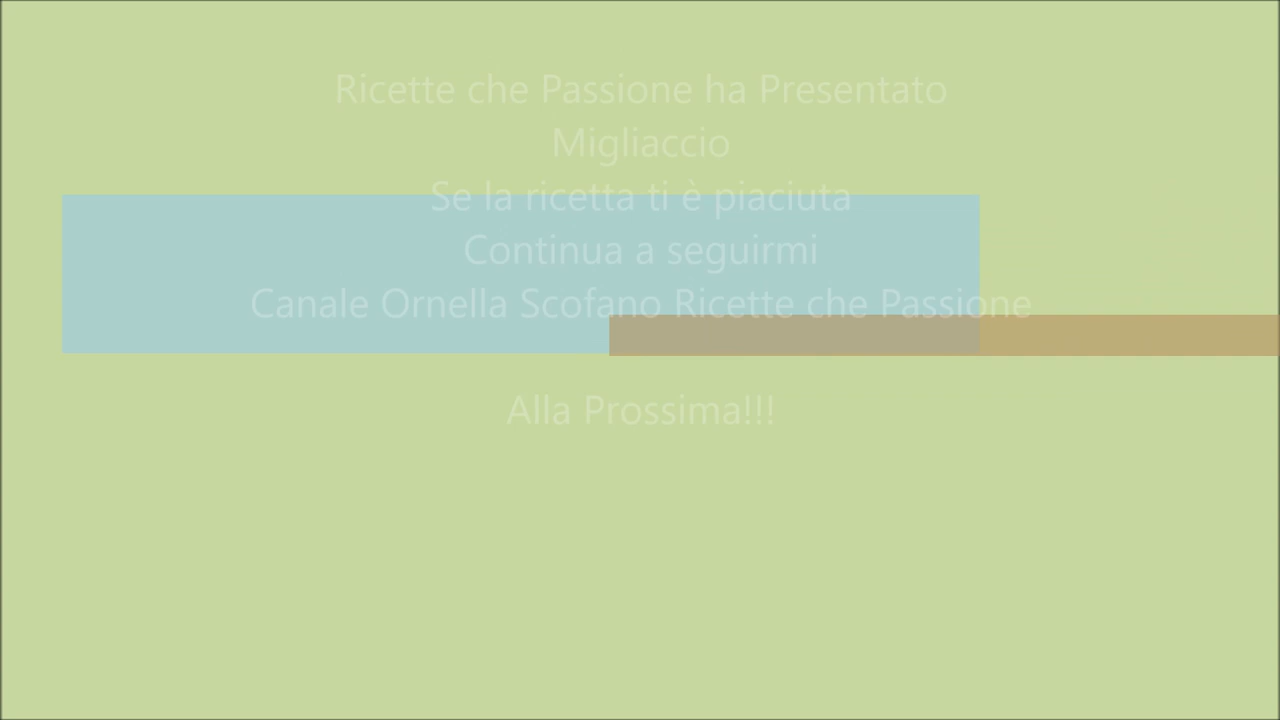 Ricette che Passione ha Presentato
Migliaccio
Se la ricetta ti è piaciuta
Continua a seguirmi
Canale Ornella Scofano Ricette che Passione
Alla Prossima!!!